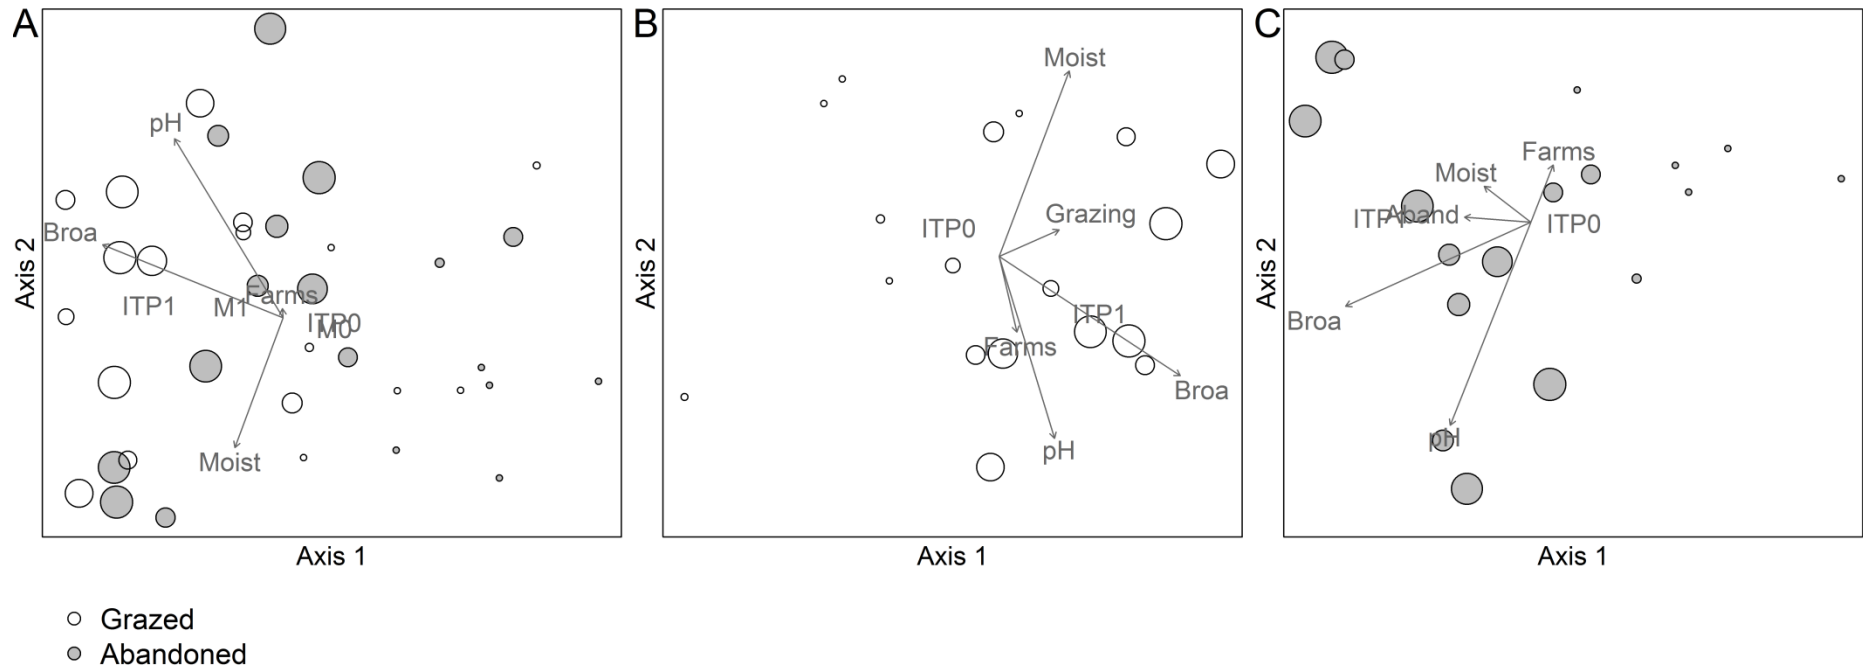 A
pH
Broa
ITP1
M1
Farms
ITP0
M0
Moist
Axis 2
Axis 1
B
Moist
Grazing
ITP0
ITP1
Farms
Broa
pH
Axis 2
Axis 1
C
Farms
Moist
ITP1
Aband
ITP0
Broa
pH
Axis 2
Axis 1
Grazed
Abandoned